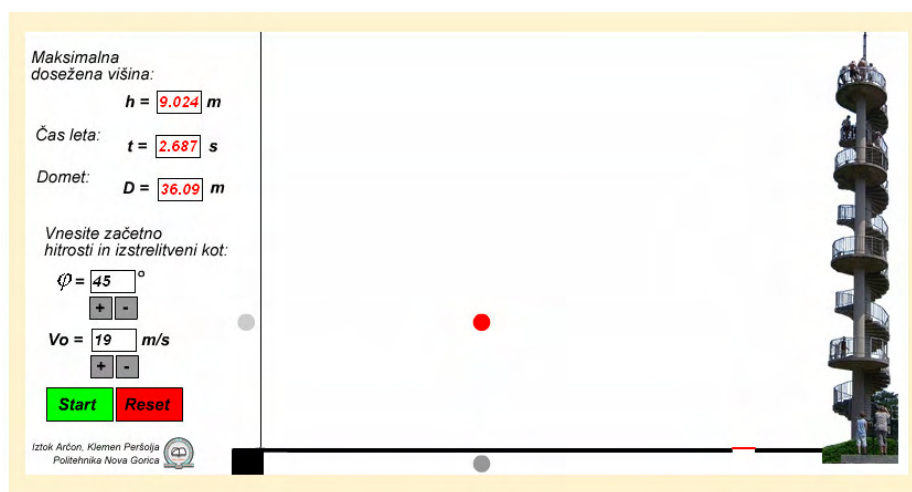 Maksimalna
dosežena višina:
h = 9.024 m
Čas leta:
t = 2.687 s
Domet:
D = 36.09 m
Vnesite začetno
hitrosti in izstrelitveni kot:
φ = 45 °
+ -
Vo = 19 m/s
+ -
Start Reset
Iztok Arčon, Klemen Peršolja
Politehnika Nova Gorica